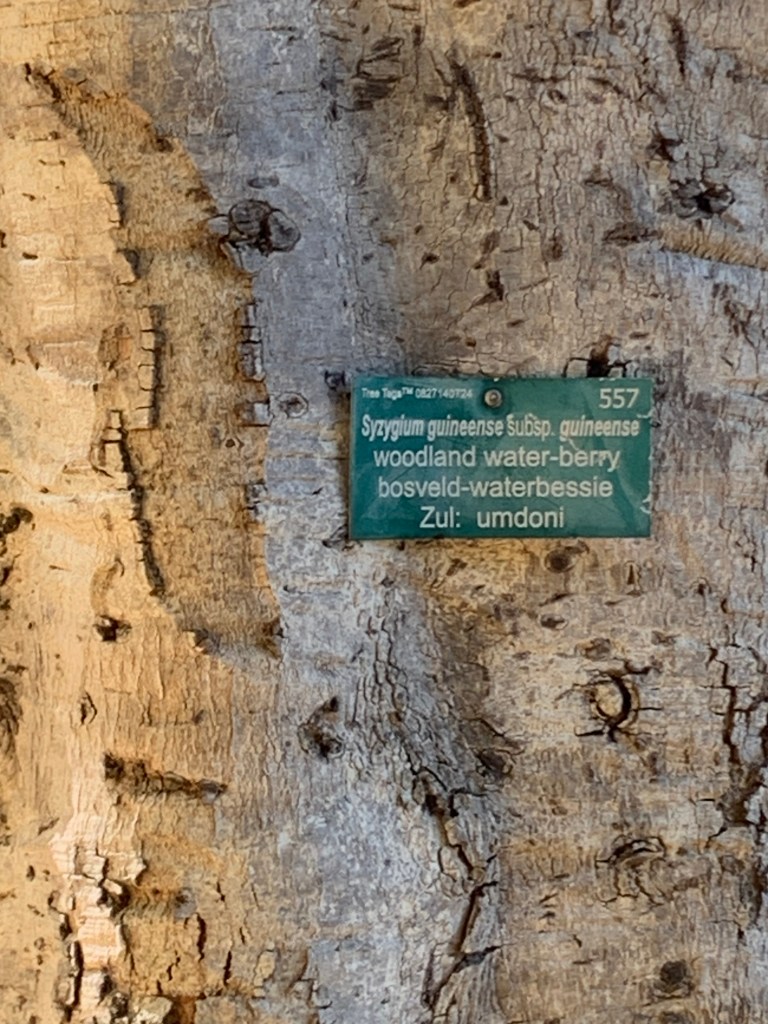 Tree Tags™ 0827140724
557
Syzygium guineense subsp. guineense
woodland water-berry
bosveld-waterbessie
Zul: umdoni